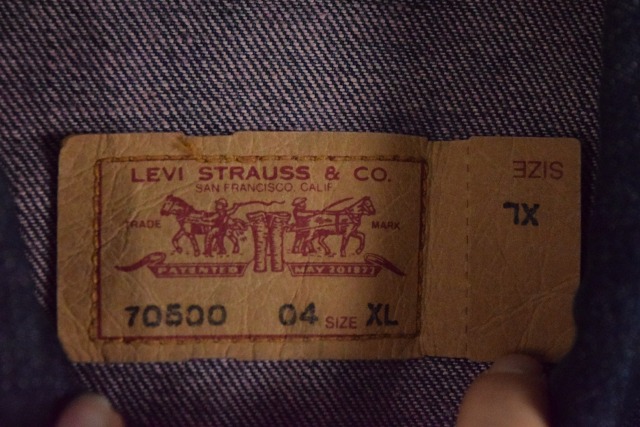 LEVI STRAUSS & CO.
SAN FRANCISCO, CALIF.
TRADE MARK
PATENTED MAY 20 1873
70500 04 SIZE XL
SIZE
XL